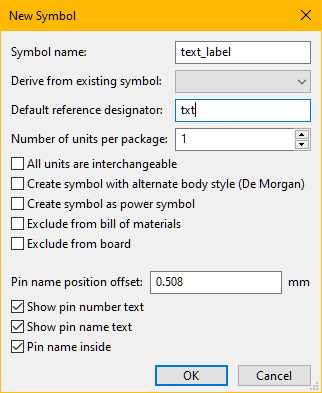 New Symbol
Symbol name: text_label
Derive from existing symbol:
Default reference designator: txt
Number of units per package: 1
All units are interchangeable
Create symbol with alternate body style (De Morgan)
Create symbol as power symbol
Exclude from bill of materials
Exclude from board
Pin name position offset: 0.508 mm
Show pin number text
Show pin name text
Pin name inside
OK Cancel